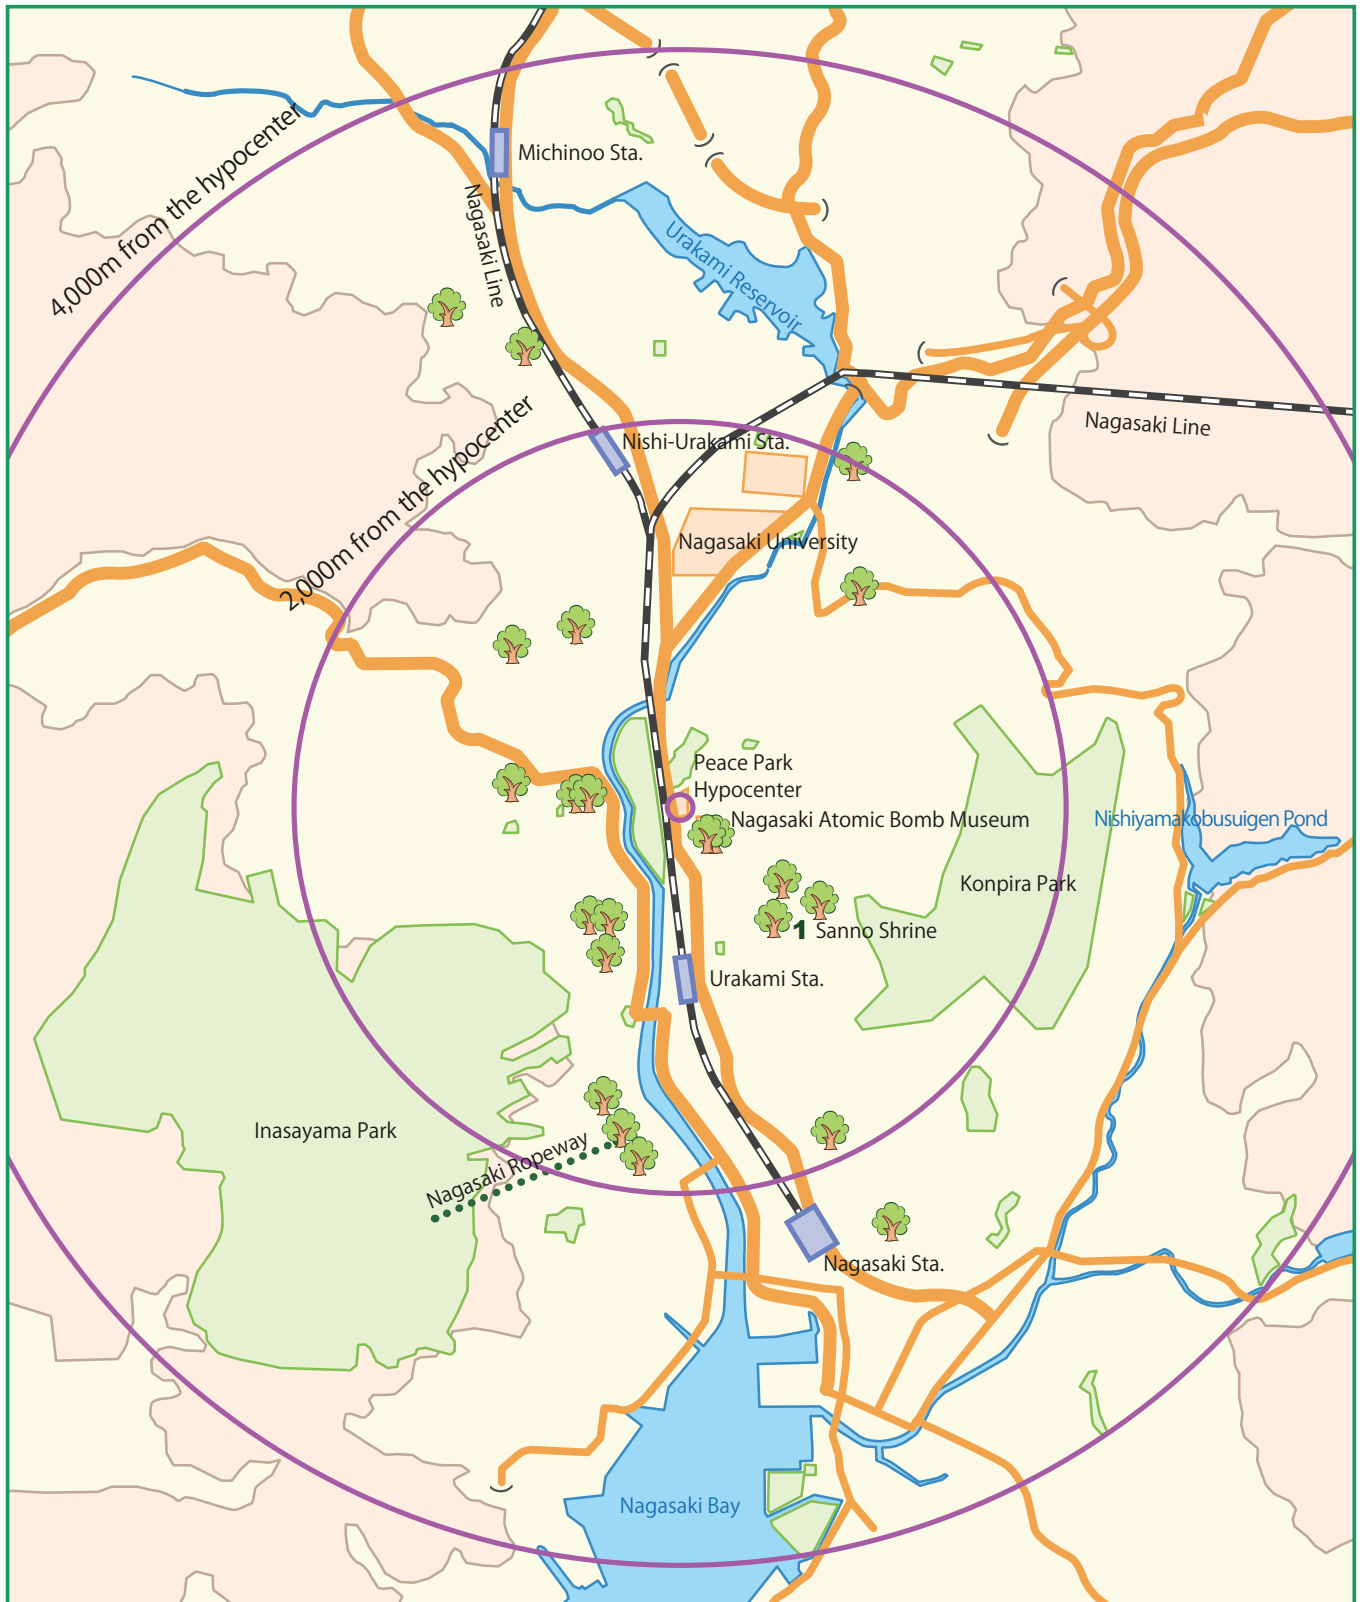 4,000m from the hypocenter
Michinoo Sta.
Nagasaki Line
Urakami Reservoir
Nagasaki Line
2,000m from the hypocenter
Nishi-Urakami Sta.
Nagasaki University
Peace Park
Hypocenter
Nagasaki Atomic Bomb Museum
Nishiyamakobusuigen Pond
Konpira Park
1 Sanno Shrine
Urakami Sta.
Inasayama Park
Nagasaki Ropeway
Nagasaki Sta.
Nagasaki Bay